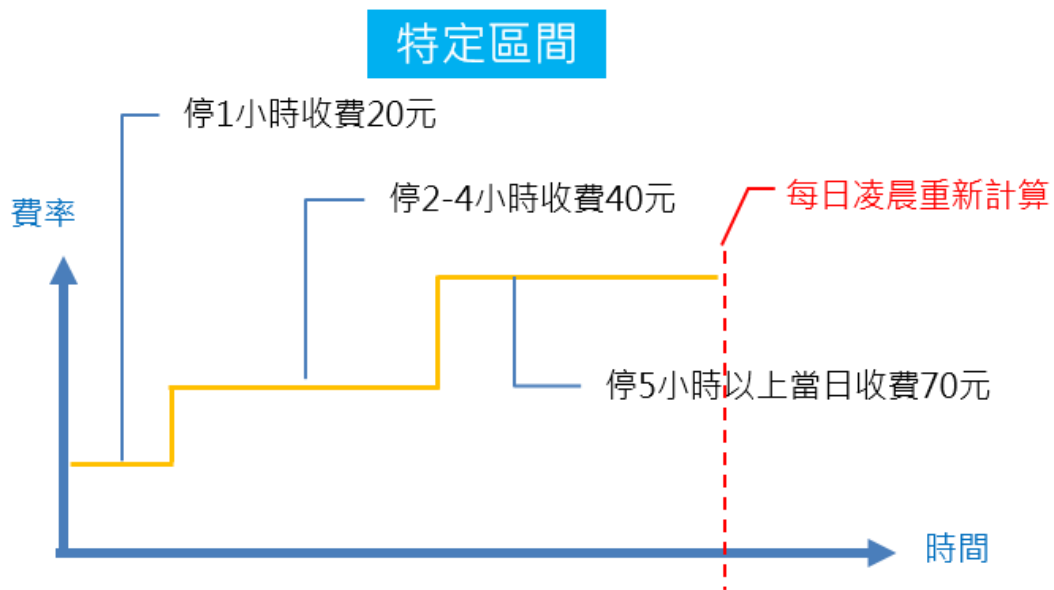 特定區間
停1小時收費20元
停2-4小時收費40元
每日凌晨重新計算
費率
停5小時以上當日收費70元
時間